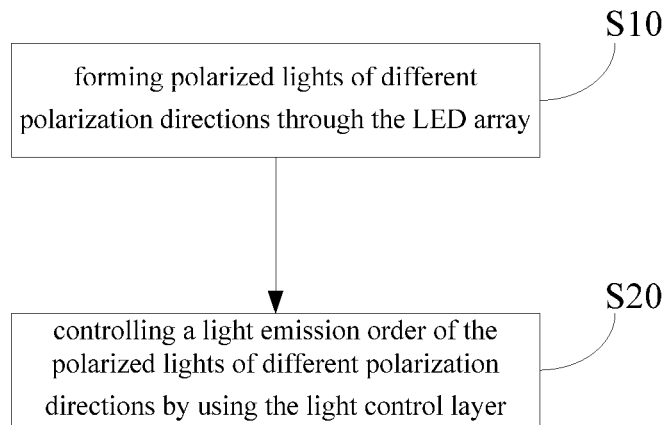 S10
forming polarized lights of different
polarization directions through the LED array
S20
controlling a light emission order of the
polarized lights of different polarization
directions by using the light control layer